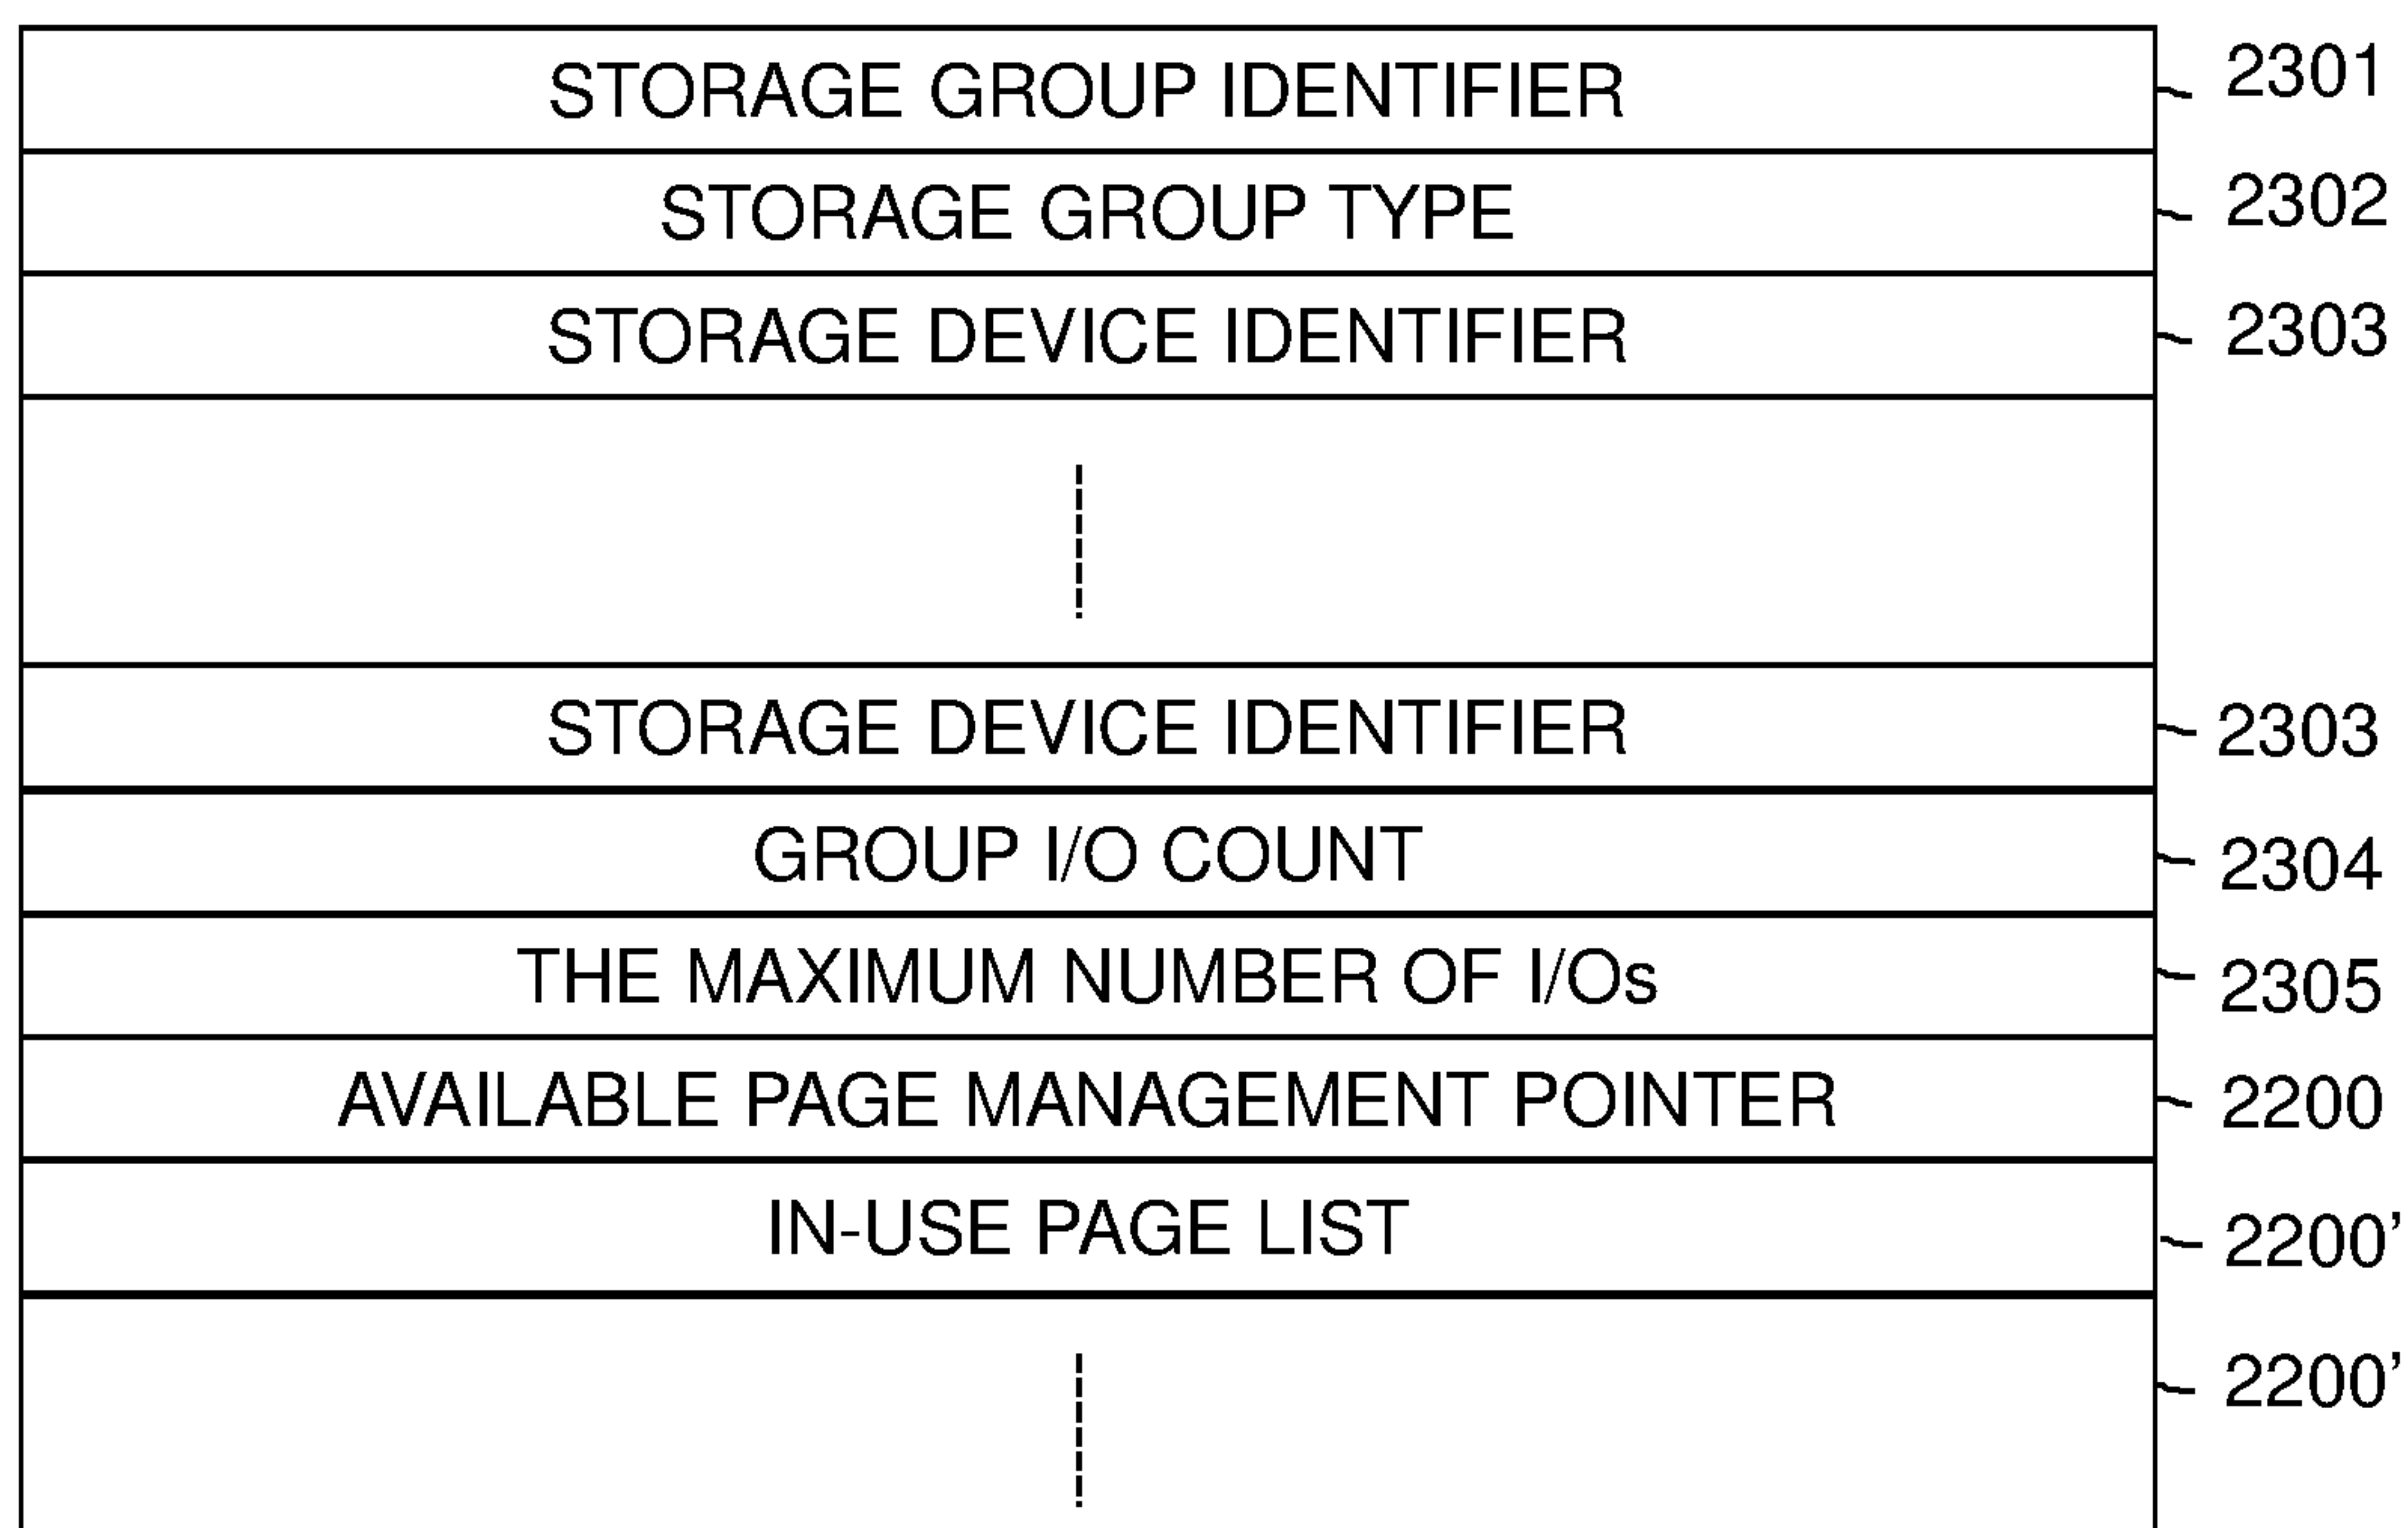 STORAGE GROUP IDENTIFIER 2301
STORAGE GROUP TYPE 2302
STORAGE DEVICE IDENTIFIER 2303
STORAGE DEVICE IDENTIFIER 2303
GROUP I/O COUNT 2304
THE MAXIMUM NUMBER OF I/Os 2305
AVAILABLE PAGE MANAGEMENT POINTER 2200
IN-USE PAGE LIST 2200'
2200'